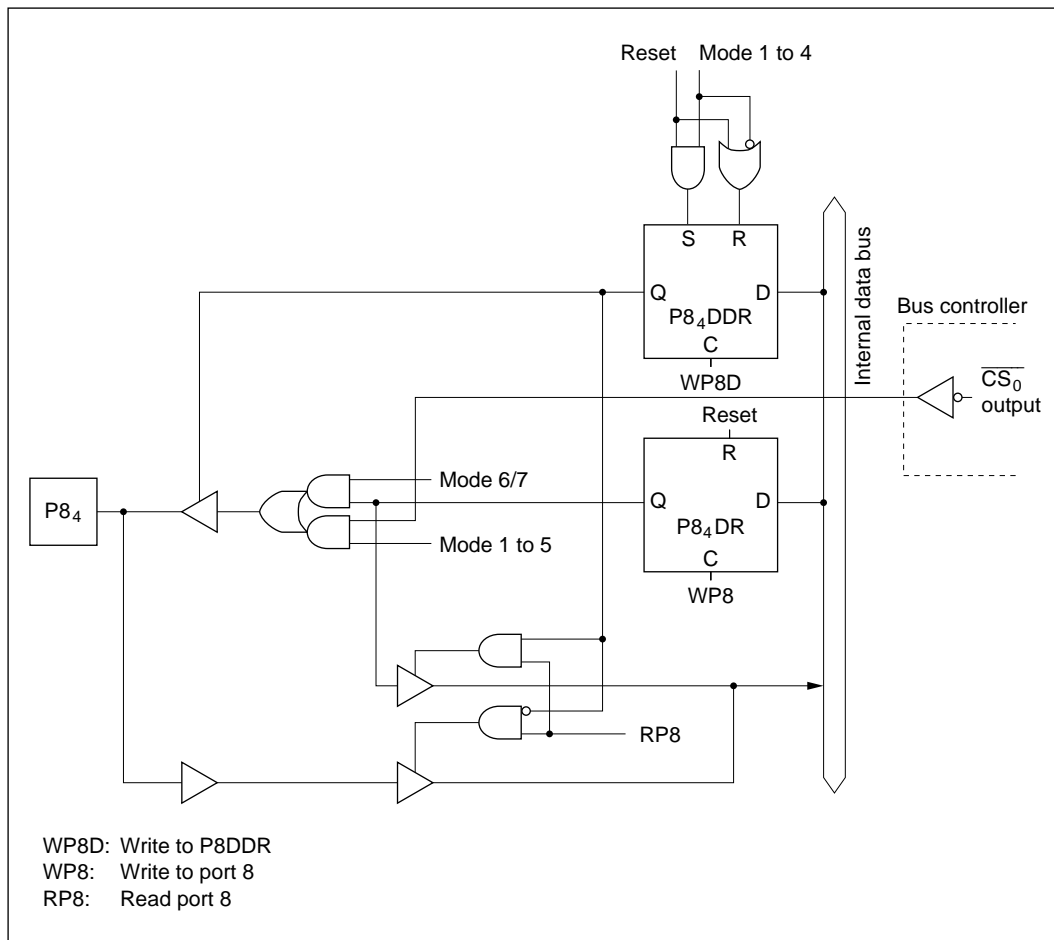 Reset Mode 1 to 4
S R
Q D
P8₄DDR
C
WP8D
Internal data bus
Bus controller
C̅S̅₀̅
output
Reset
R
Mode 6/7
Q D
P8₄
P8₄DR
Mode 1 to 5
C
WP8
RP8
WP8D: Write to P8DDR
WP8: Write to port 8
RP8: Read port 8